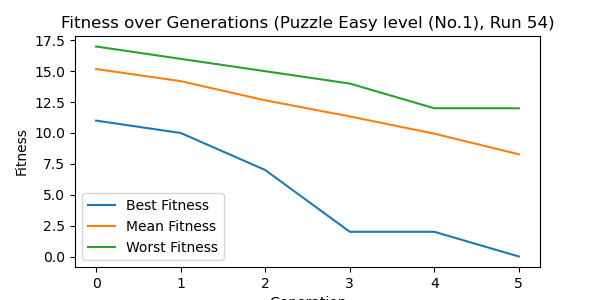 Fitness over Generations (Puzzle Easy level (No.1), Run 54)
17.5
15.0
12.5
10.0
7.5
5.0
2.5
0.0
Fitness
Best Fitness
Mean Fitness
Worst Fitness
0 1 2 3 4 5
Generation